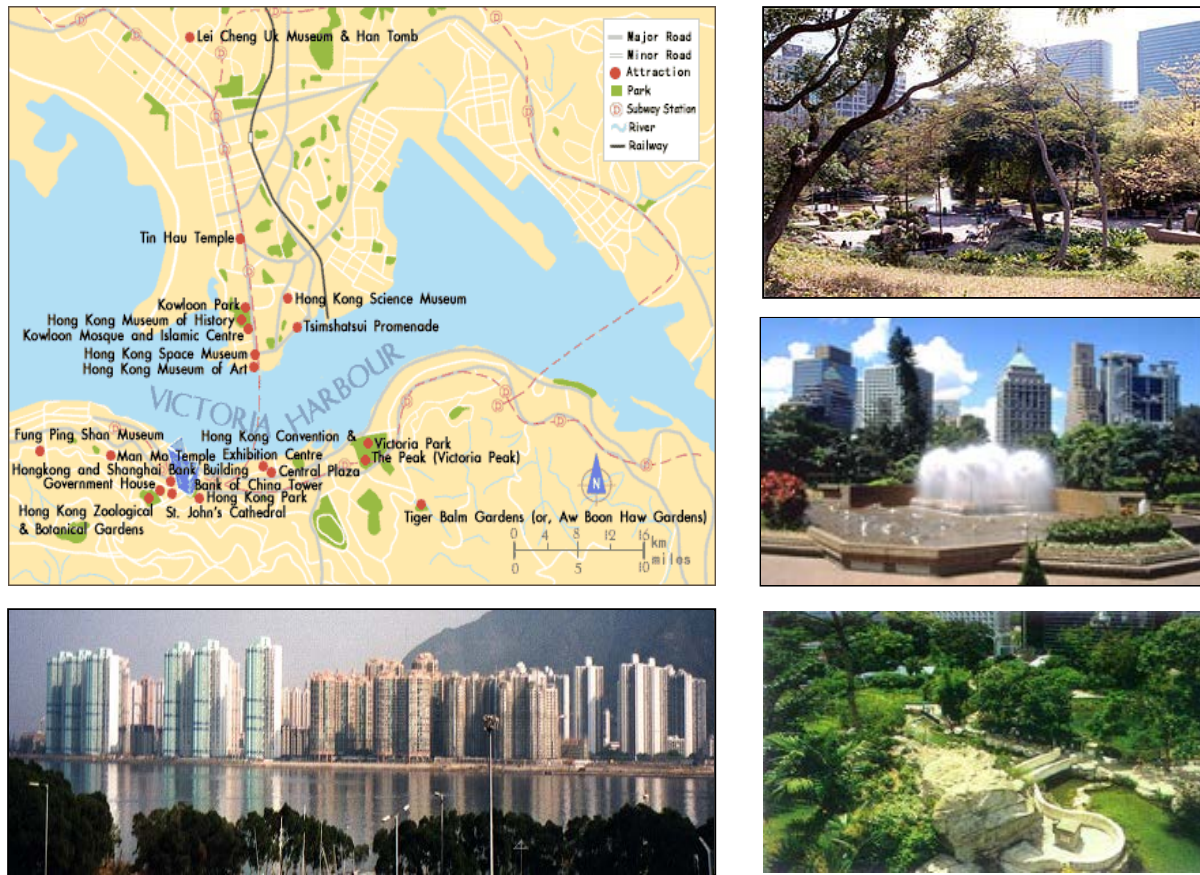 Lei Cheng Uk Museum & Han Tomb
Major Road
Minor Road
Attraction
Park
D Subway Station
River
Railway
Tin Hau Temple
Kowloon Park
Hong Kong Science Museum
Hong Kong Museum of History
Tsimshatsui Promenade
Kowloon Mosque and Islamic Centre
Hong Kong Space Museum
Hong Kong Museum of Art
VICTORIA HARBOUR
Fung Ping Shan Museum
Hong Kong Convention &
Exhibition Centre
Victoria Park
Man Mo Temple
The Peak (Victoria Peak)
Hongkong and Shanghai Bank Building
Central Plaza
Government House
Bank of China Tower
Hong Kong Park
Hong Kong Zoological
& Botanical Gardens
St. John's Cathedral
Tiger Balm Gardens (or, Aw Boon Haw Gardens)
N
0 4 8 12 16
km
miles
0 5 10